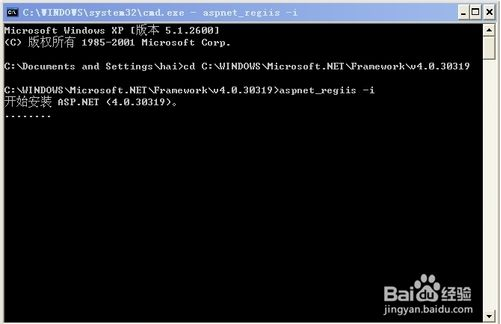 C:\WINDOWS\system32\cmd.exe - aspnet_regiis -i
Microsoft Windows XP [版本 5.1.2600]
(C) 版权所有 1985-2001 Microsoft Corp.
C:\Documents and Settings\hai>cd C:\WINDOWS\Microsoft.NET\Framework\v4.0.30319
C:\WINDOWS\Microsoft.NET\Framework\v4.0.30319>aspnet_regiis -i
开始安装 ASP.NET (4.0.30319)。
........
Bai du 经验
jingyan.baidu.com